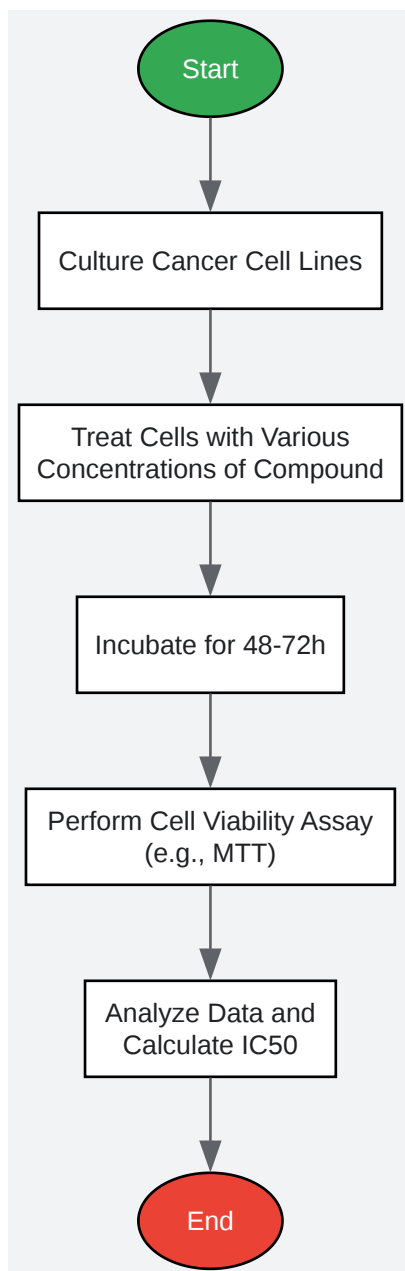 Start
Culture Cancer Cell Lines
Treat Cells with Various
Concentrations of Compound
Incubate for 48-72h
Perform Cell Viability Assay
(e.g., MTT)
Analyze Data and
Calculate IC50
End